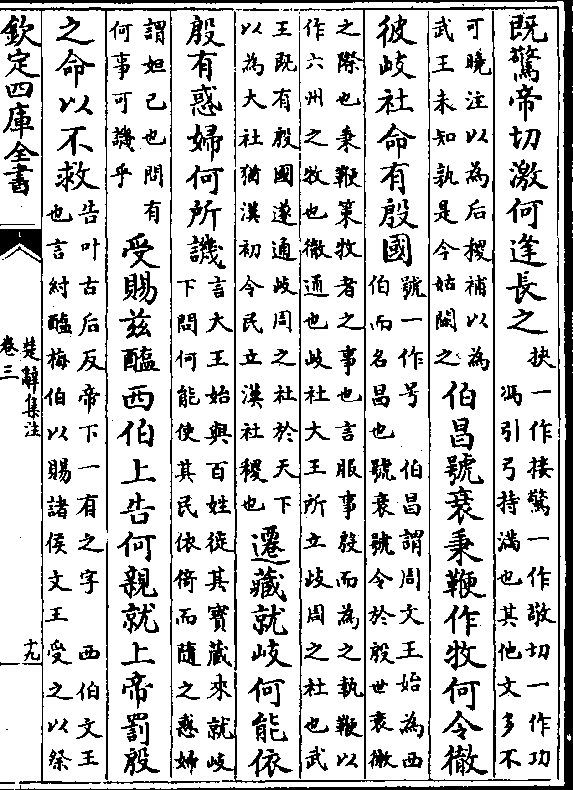 既驚帝切激何逢長之挾一作接驚一作敬切一作功
馮引弓持滿也其他文多不
可曉注以為后稷補以為
武王未知孰是今姑闕之伯昌號衰秉鞭作牧何令徹
彼岐社命有殷國號一作号　伯昌謂周文王始為西
伯而名昌也號衰號令於殷世衰微
之際也秉鞭策牧者之事也言服事殷而為之執鞭以
作六州之牧也徹通也岐社大王所立岐周之社也武
王既有殷國遂通岐周之社於天下
以為大社猶漢初令民立漢社稷也遷藏就岐何能依
殷有惑婦何所譏言大王始與百姓徙其寶藏來就岐
下問何能使其民依倚而隨之惑婦
謂妲己也問有
何事可譏乎受賜兹醢西伯上告何親就上帝罰殷
之命以不救告叶古后反帝下一有之字　西伯文王
也言紂醢梅伯以賜諸侯文王受之以祭
欽定四庫全書
楚辭集注
卷三
十九